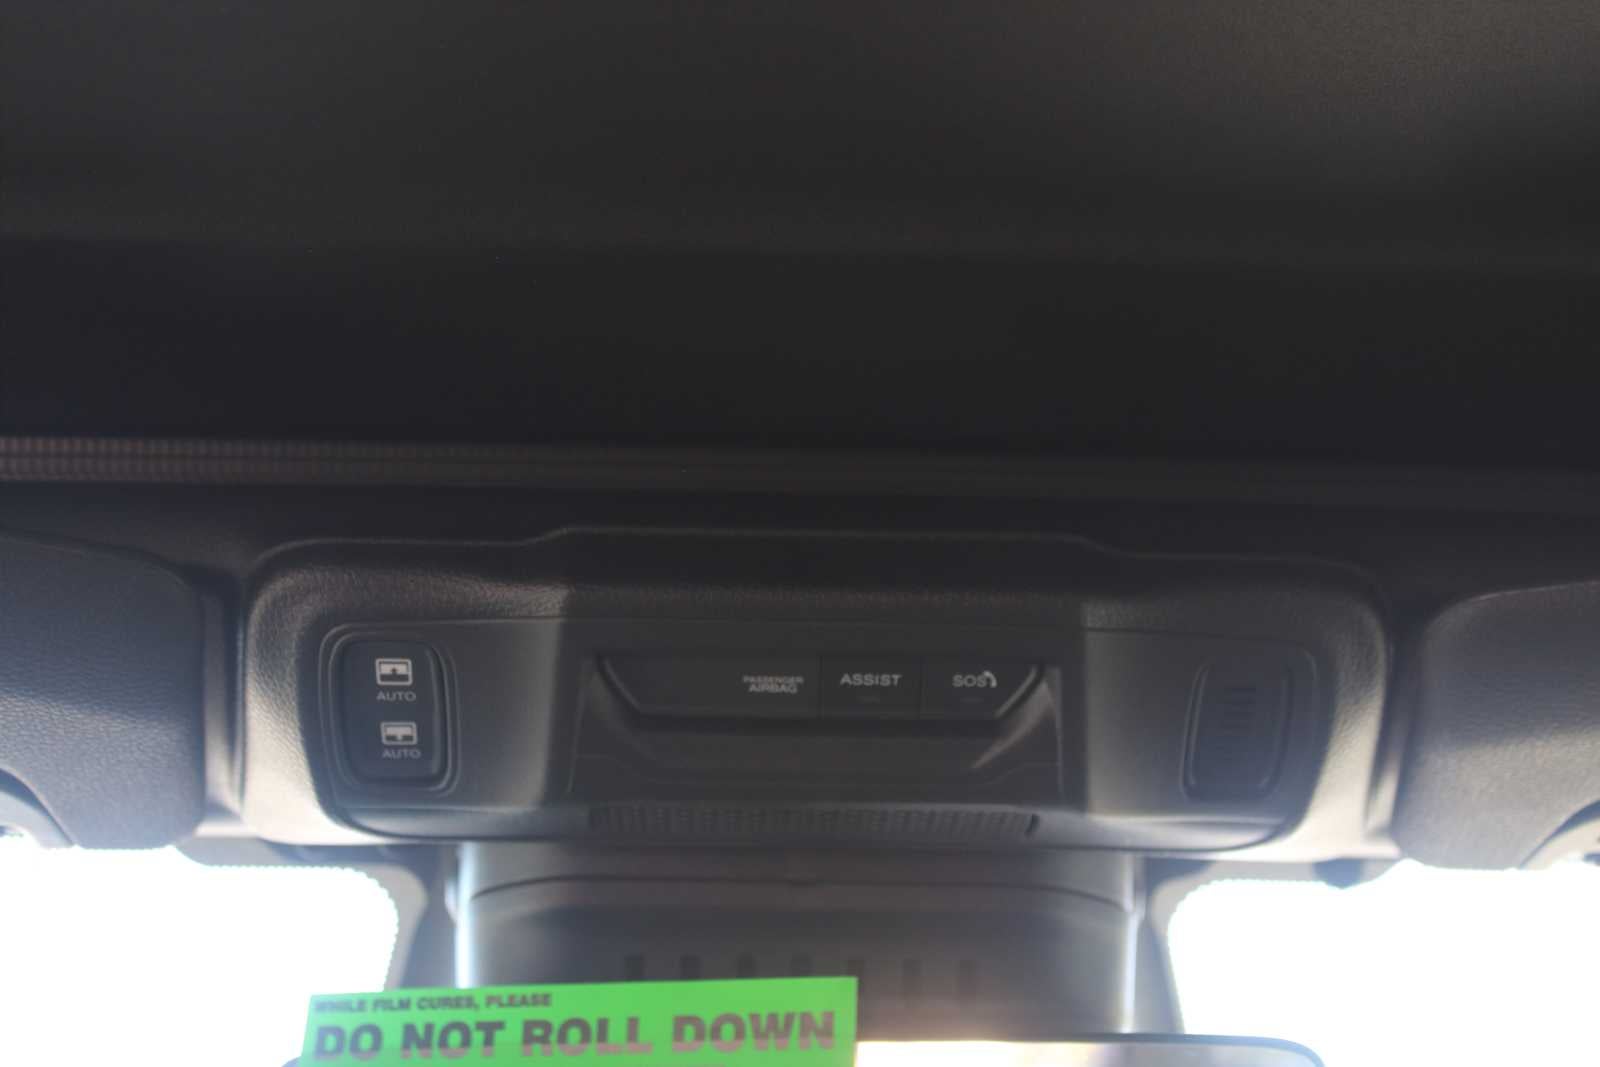 AUTO
AUTO
PASSENGER
AIRBAG
ASSIST
SOS
WHILE FILM CURES, PLEASE
DO NOT ROLL DOWN